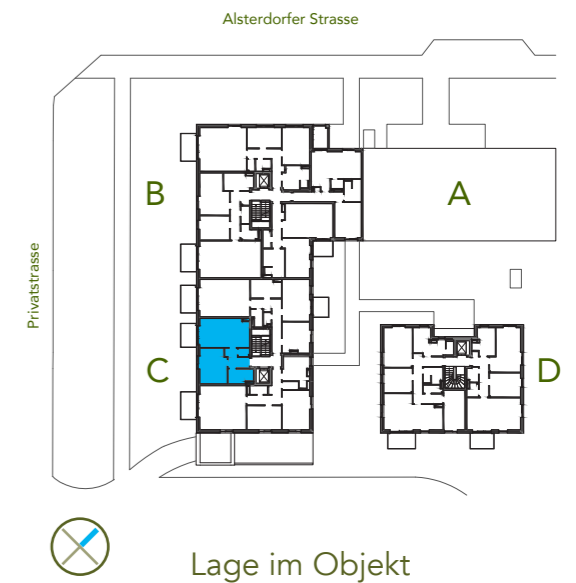 Alsterdorfer Strasse
B
A
Privatstrasse
C
D
Lage im Objekt